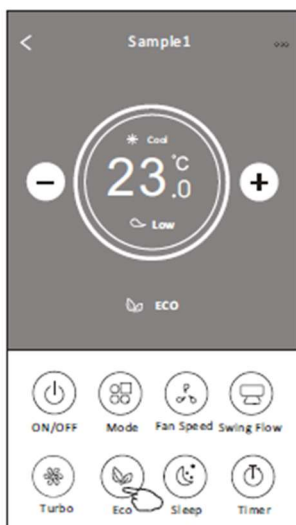 Sample1
Cool
23.0 °C
Low
ECO
ON/OFF Mode Fan Speed Swing Flow
Turbo Eco Sleep Timer